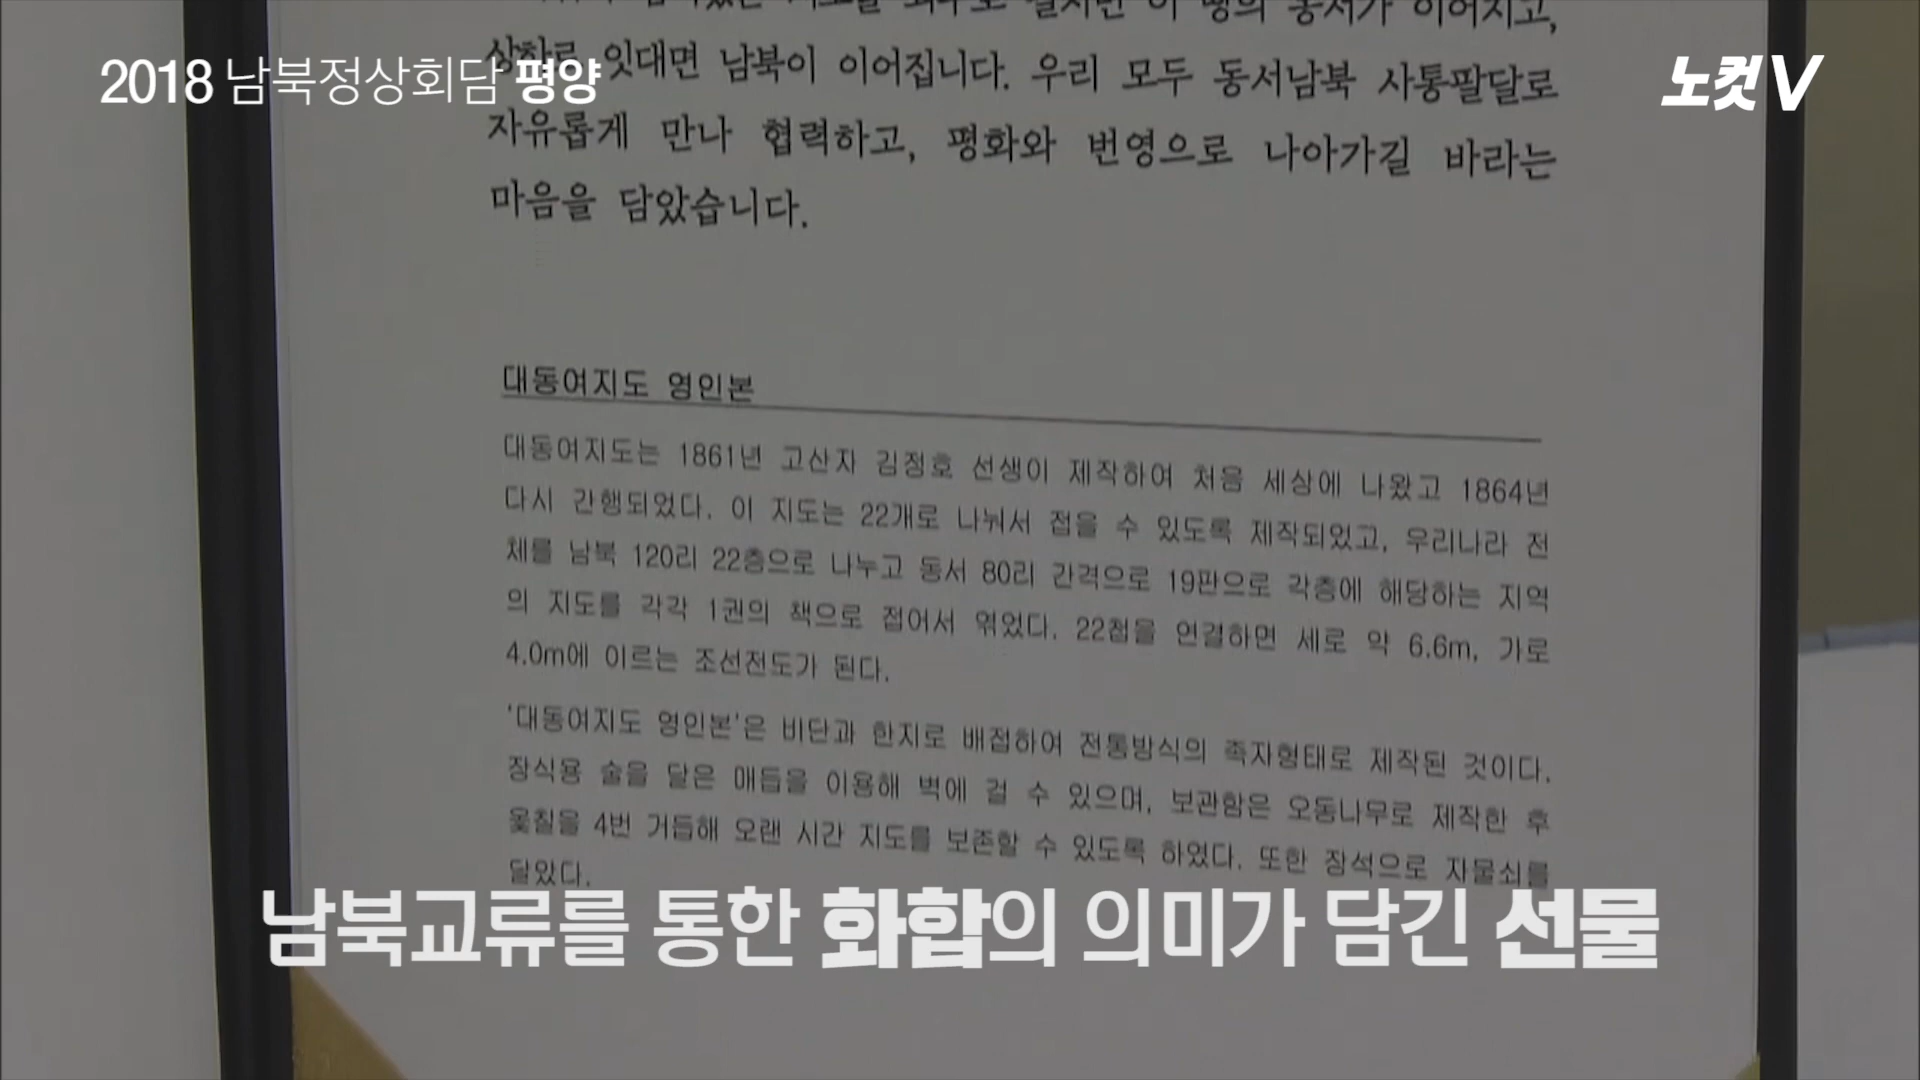 2018 남북정상회담 평양
노컷V
이어지고,
상하로 잇대면 남북이 이어집니다. 우리 모두 동서남북 사통팔달로
자유롭게 만나 협력하고, 평화와 번영으로 나아가길 바라는
마음을 담았습니다.
대동여지도 영인본
대동여지도는 1861년 고산자 김정호 선생이 제작하여 처음 세상에 나왔고 1864년
다시 간행되었다. 이 지도는 22개로 나눠서 접을 수 있도록 제작되었고, 우리나라 전
체를 남북 120리 22층으로 나누고 동서 80리 간격으로 19판으로 각층에 해당하는 지역
의 지도를 각각 1권의 책으로 접어서 엮었다. 22첩을 연결하면 세로 약 6.6m, 가로
4.0m에 이르는 조선전도가 된다.
'대동여지도 영인본'은 비단과 한지로 배접하여 전통방식의 족자형태로 제작된 것이다.
장식용 술을 달은 매듭을 이용해 벽에 걸 수 있으며, 보관함은 오동나무로 제작한 후
옻칠을 4번 거듭해 오랜 시간 지도를 보존할 수 있도록 하였다. 또한 장석으로 자물쇠를
달았다.
남북교류를 통한 화합의 의미가 담긴 선물